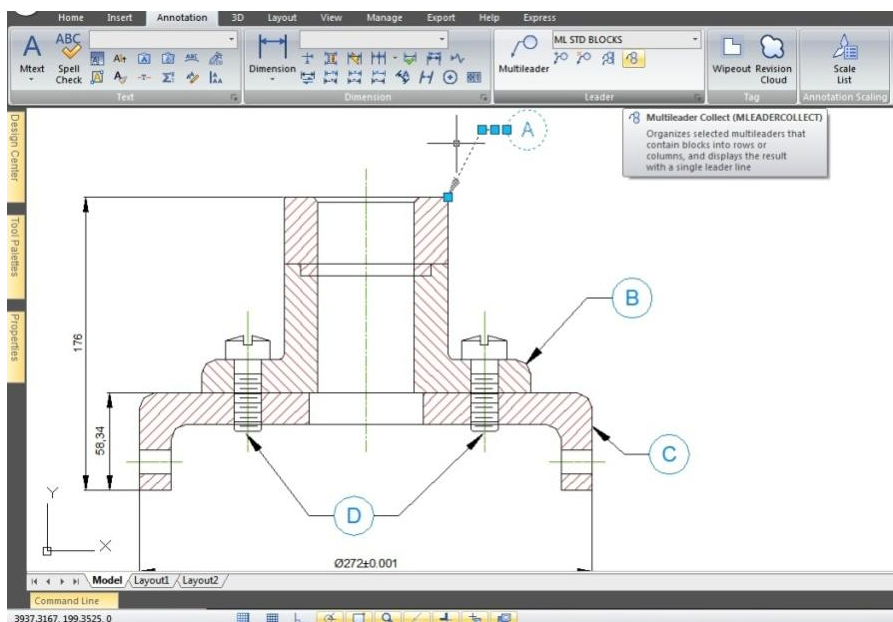 Home Insert Annotation 3D Layout View Manage Export Help Express
ML STD BLOCKS
Mtext
Spell
Check
Dimension
Multileader
Wipeout
Revision
Cloud
Scale
List
Text Dimension Leader Tag Annotation Scaling
Multileader Collect (MLEADERCOLLECT)
Organizes selected multileaders that
contain blocks into rows or
columns, and displays the result
with a single leader line
Design Center
Tool Palettes
Properties
A
B
C
D
176
58,34
Ø272±0.001
Y
X
Model Layout1 Layout2
Command Line
3937.3167, 199.3525, 0